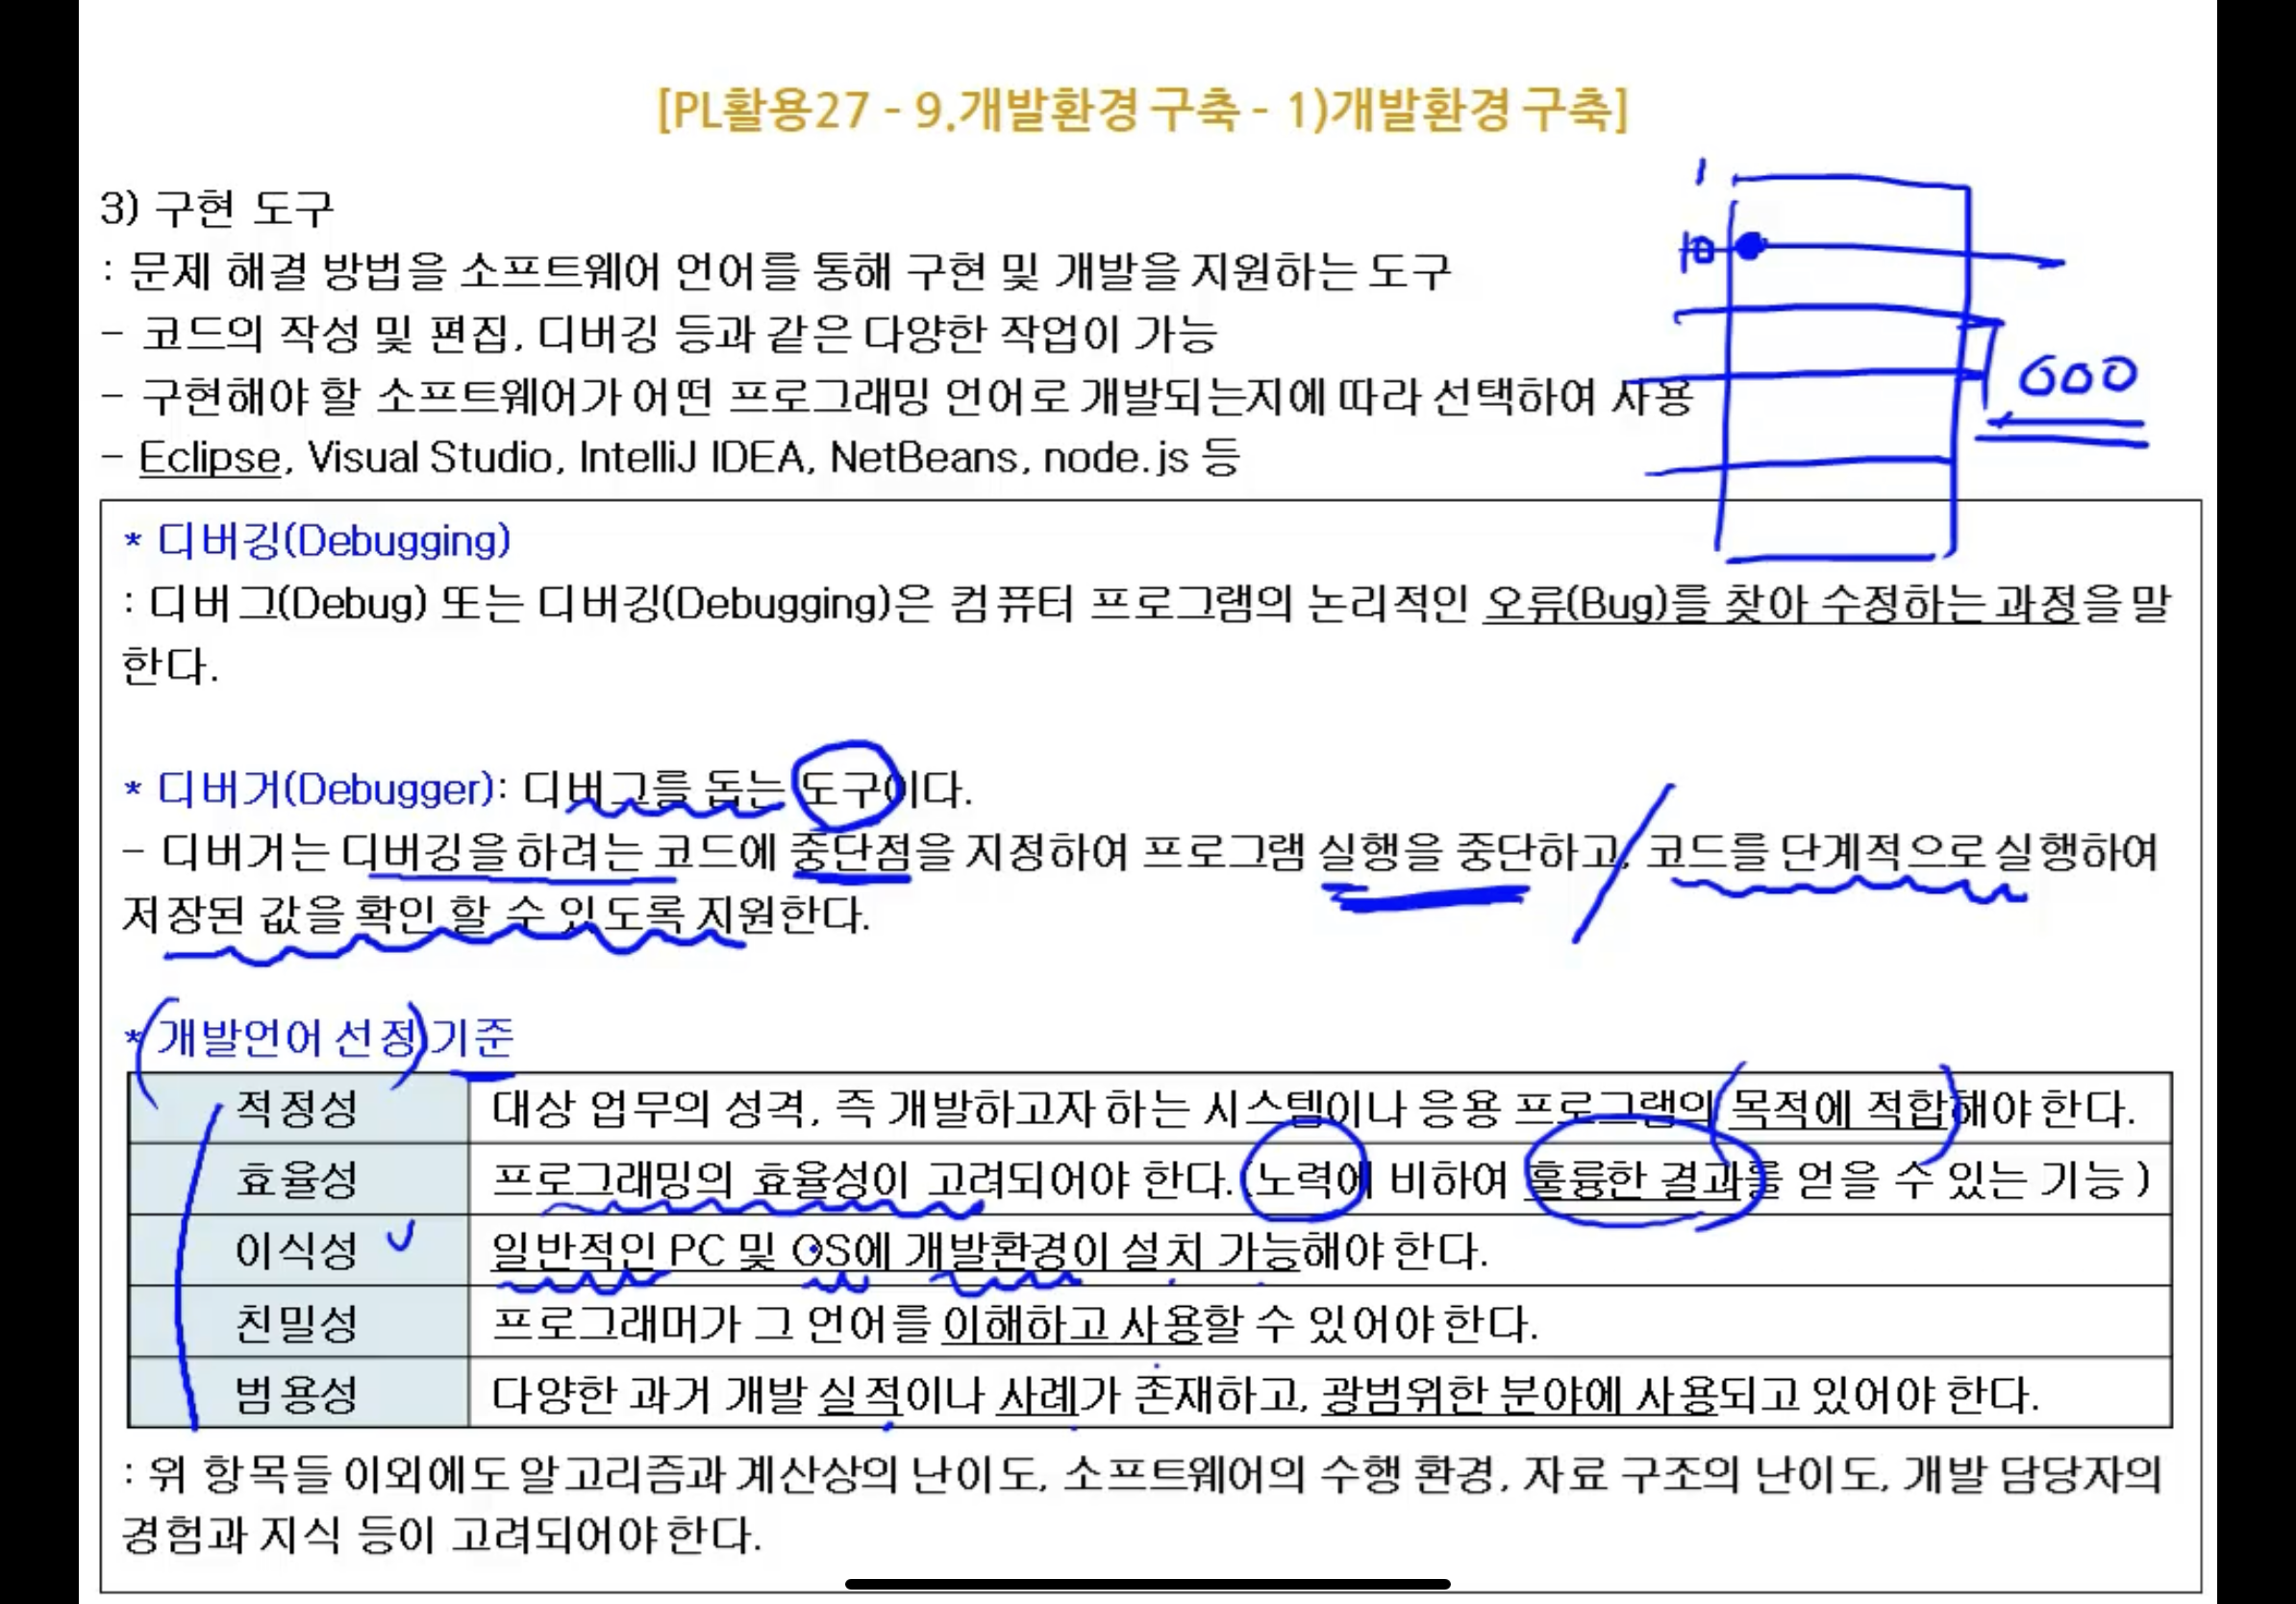 [PL활용27 - 9.개발환경 구축 - 1)개발환경 구축]
3) 구현 도구
: 문제 해결 방법을 소프트웨어 언어를 통해 구현 및 개발을 지원하는 도구
- 코드의 작성 및 편집, 디버깅 등과 같은 다양한 작업이 가능
- 구현해야 할 소프트웨어가 어떤 프로그래밍 언어로 개발되는지에 따라 선택하여 사용
- Eclipse, Visual Studio, IntelliJ IDEA, NetBeans, node.js 등
1
10
600
* 디버깅(Debugging)
: 디버그(Debug) 또는 디버깅(Debugging)은 컴퓨터 프로그램의 논리적인 오류(Bug)를 찾아 수정하는 과정을 말
한다.
* 디버거(Debugger): 디버그를 돕는 도구이다.
- 디버거는 디버깅을 하려는 코드에 중단점을 지정하여 프로그램 실행을 중단하고, 코드를 단계적으로 실행하여
저장된 값을 확인 할 수 있도록 지원한다.
* 개발언어 선정 기준
적정성 대상 업무의 성격, 즉 개발하고자 하는 시스템이나 응용 프로그램의 목적에 적합해야 한다.
효율성 프로그래밍의 효율성이 고려되어야 한다. (노력에 비하여 훌륭한 결과를 얻을 수 있는 기능)
이식성 일반적인 PC 및 OS에 개발환경이 설치 가능해야 한다.
친밀성 프로그래머가 그 언어를 이해하고 사용할 수 있어야 한다.
범용성 다양한 과거 개발 실적이나 사례가 존재하고, 광범위한 분야에 사용되고 있어야 한다.
: 위 항목들 이외에도 알고리즘과 계산상의 난이도, 소프트웨어의 수행 환경, 자료 구조의 난이도, 개발 담당자의
경험과 지식 등이 고려되어야 한다.